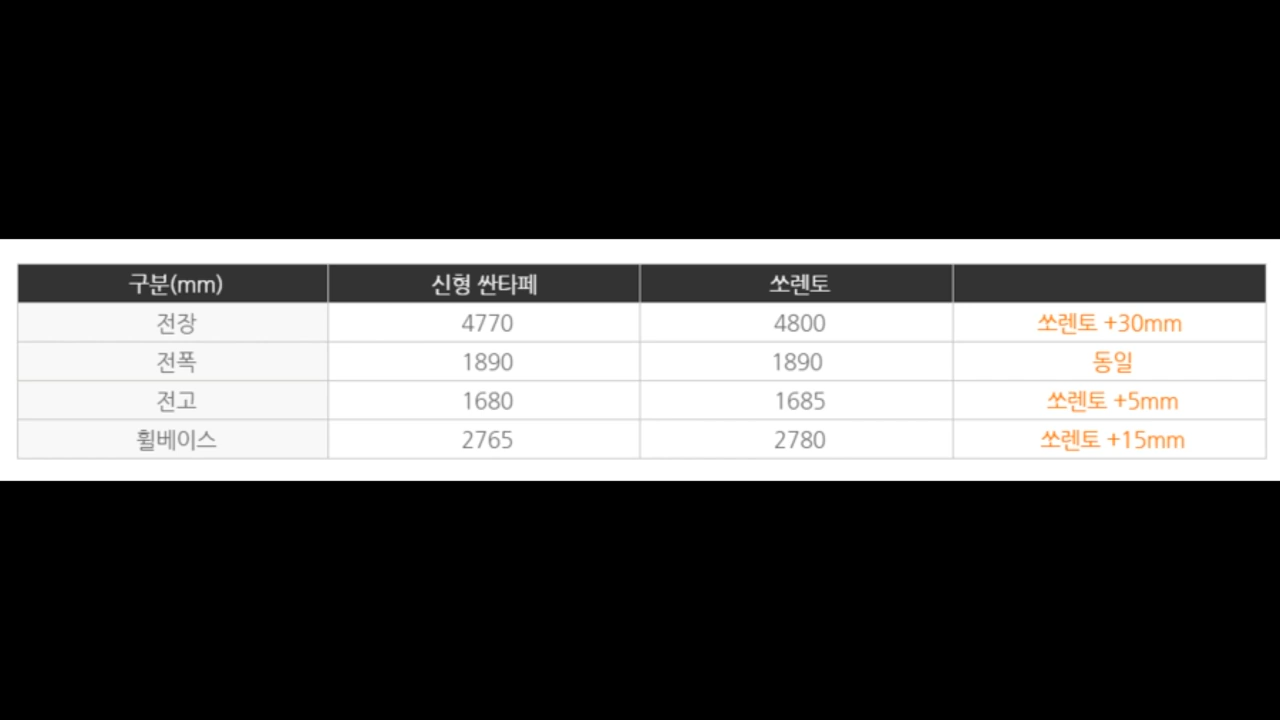 구분(mm) 신형 싼타페 쏘렌토
전장 4770 4800 쏘렌토 +30mm
전폭 1890 1890 동일
전고 1680 1685 쏘렌토 +5mm
휠베이스 2765 2780 쏘렌토 +15mm